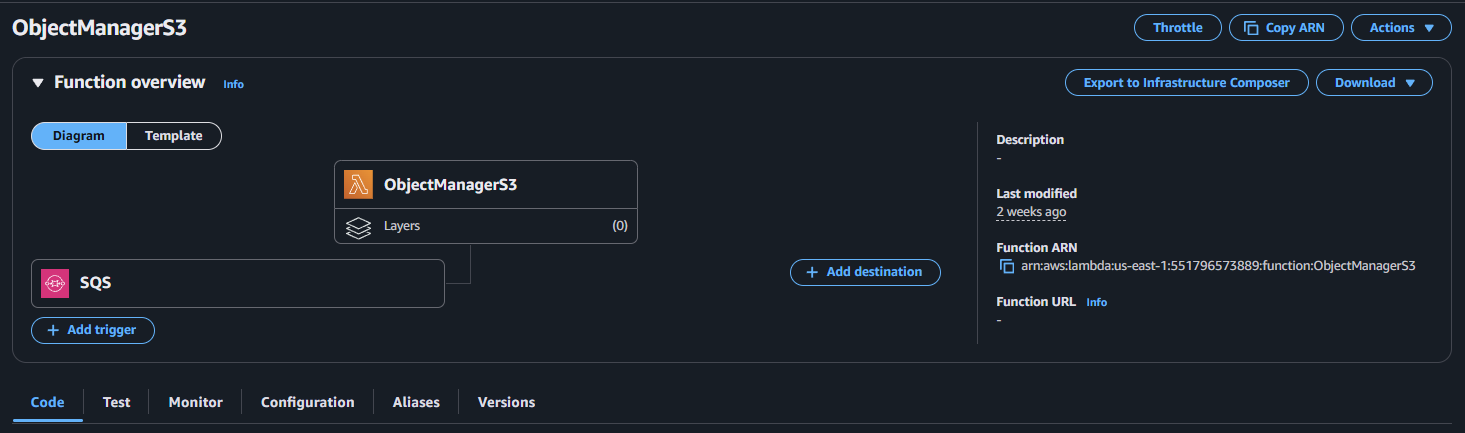 ObjectManagerS3
Throttle
Copy ARN
Actions
Function overview
Info
Export to Infrastructure Composer
Download
Diagram
Template
ObjectManagerS3
Layers
(0)
SQS
+ Add trigger
+ Add destination
Description
-
Last modified
2 weeks ago
Function ARN
arn:aws:lambda:us-east-1:551796573889:function:ObjectManagerS3
Function URL
Info
-
Code
Test
Monitor
Configuration
Aliases
Versions